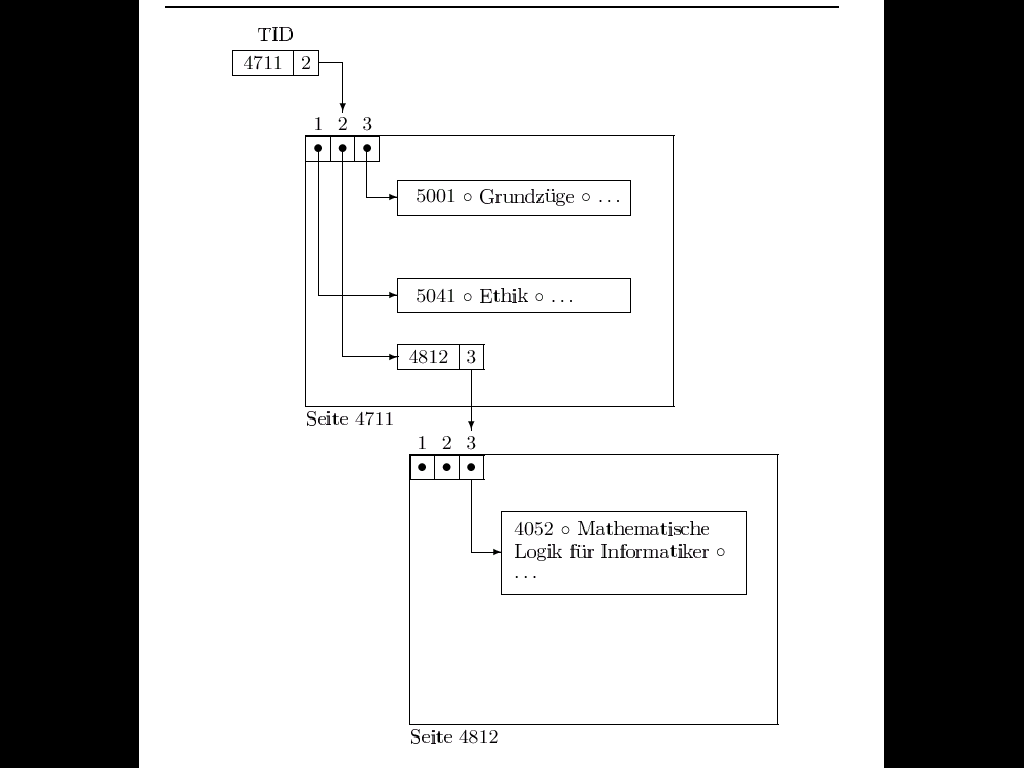 TID
4711 2
1 2 3
5001 ○ Grundzüge ○ ...
5041 ○ Ethik ○ ...
4812 3
Seite 4711
1 2 3
4052 ○ Mathematische
Logik für Informatiker ○
...
Seite 4812